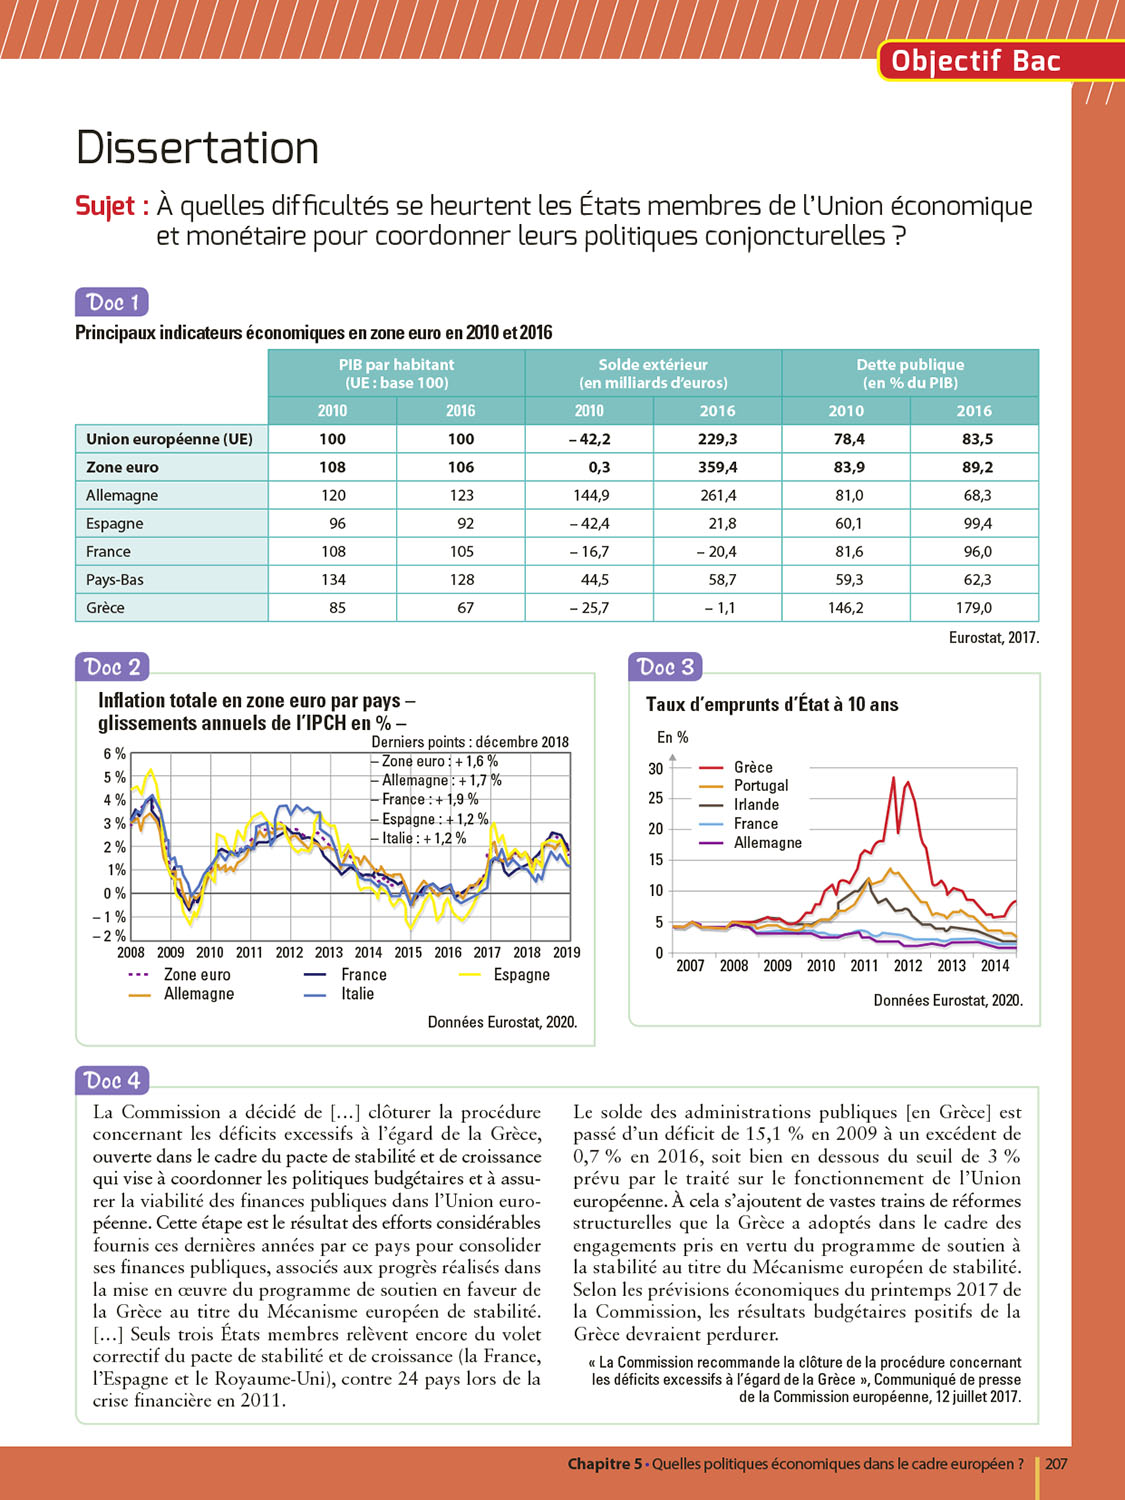 Objectif Bac
Dissertation
Sujet : À quelles difficultés se heurtent les États membres de l'Union économique
et monétaire pour coordonner leurs politiques conjoncturelles ?
Doc 1
Principaux indicateurs économiques en zone euro en 2010 et 2016
PIB par habitant (UE : base 100) Solde extérieur (en milliards d'euros) Dette publique (en % du PIB)
2010 2016 2010 2016 2010 2016
Union européenne (UE) 100 100 – 42,2 229,3 78,4 83,5
Zone euro 108 106 0,3 359,4 83,9 89,2
Allemagne 120 123 144,9 261,4 81,0 68,3
Espagne 96 92 – 42,4 21,8 60,1 99,4
France 108 105 – 16,7 – 20,4 81,6 96,0
Pays-Bas 134 128 44,5 58,7 59,3 62,3
Grèce 85 67 – 25,7 – 1,1 146,2 179,0
Eurostat, 2017.
Doc 2
Inflation totale en zone euro par pays –
glissements annuels de l'IPCH en % –
Derniers points : décembre 2018
– Zone euro : + 1,6 %
– Allemagne : + 1,7 %
– France : + 1,9 %
– Espagne : + 1,2 %
– Italie : + 1,2 %
6 %
5 %
4 %
3 %
2 %
1 %
0 %
– 1 %
– 2 %
2008 2009 2010 2011 2012 2013 2014 2015 2016 2017 2018 2019
Zone euro France Espagne
Allemagne Italie
Données Eurostat, 2020.
Doc 3
Taux d'emprunts d'État à 10 ans
En %
30
25
20
15
10
5
0
Grèce
Portugal
Irlande
France
Allemagne
2007 2008 2009 2010 2011 2012 2013 2014
Données Eurostat, 2020.
Doc 4
La Commission a décidé de […] clôturer la procédure
concernant les déficits excessifs à l'égard de la Grèce,
ouverte dans le cadre du pacte de stabilité et de croissance
qui vise à coordonner les politiques budgétaires et à assu-
rer la viabilité des finances publiques dans l'Union euro-
péenne. Cette étape est le résultat des efforts considérables
fournis ces dernières années par ce pays pour consolider
ses finances publiques, associés aux progrès réalisés dans
la mise en œuvre du programme de soutien en faveur de
la Grèce au titre du Mécanisme européen de stabilité.
[…] Seuls trois États membres relèvent encore du volet
correctif du pacte de stabilité et de croissance (la France,
l'Espagne et le Royaume-Uni), contre 24 pays lors de la
crise financière en 2011.
Le solde des administrations publiques [en Grèce] est
passé d'un déficit de 15,1 % en 2009 à un excédent de
0,7 % en 2016, soit bien en dessous du seuil de 3 %
prévu par le traité sur le fonctionnement de l'Union
européenne. À cela s'ajoutent de vastes trains de réformes
structurelles que la Grèce a adoptés dans le cadre des
engagements pris en vertu du programme de soutien à
la stabilité au titre du Mécanisme européen de stabilité.
Selon les prévisions économiques du printemps 2017 de
la Commission, les résultats budgétaires positifs de la
Grèce devraient perdurer.
« La Commission recommande la clôture de la procédure concernant
les déficits excessifs à l'égard de la Grèce », Communiqué de presse
de la Commission européenne, 12 juillet 2017.
Chapitre 5 • Quelles politiques économiques dans le cadre européen ? 207